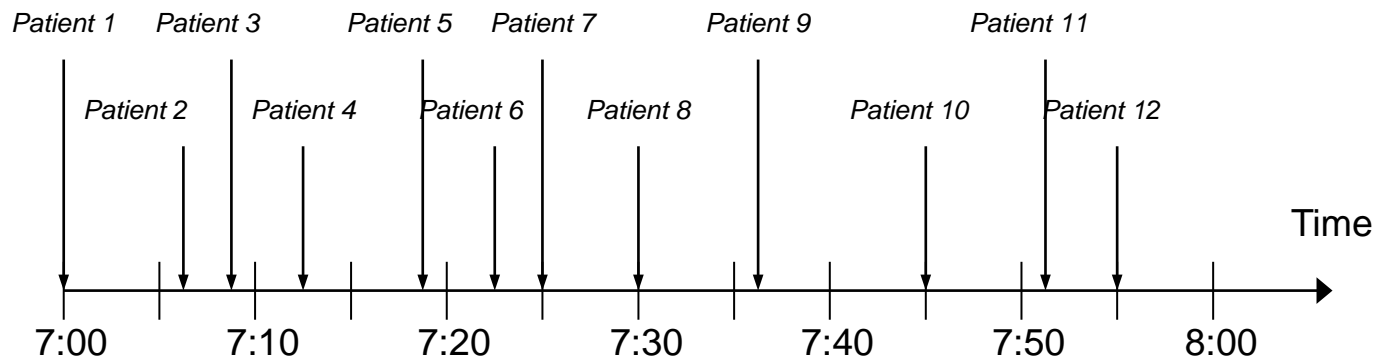 Patient 1 Patient 3 Patient 5 Patient 7 Patient 9 Patient 11
Patient 2 Patient 4 Patient 6 Patient 8 Patient 10 Patient 12
Time
7:00 7:10 7:20 7:30 7:40 7:50 8:00